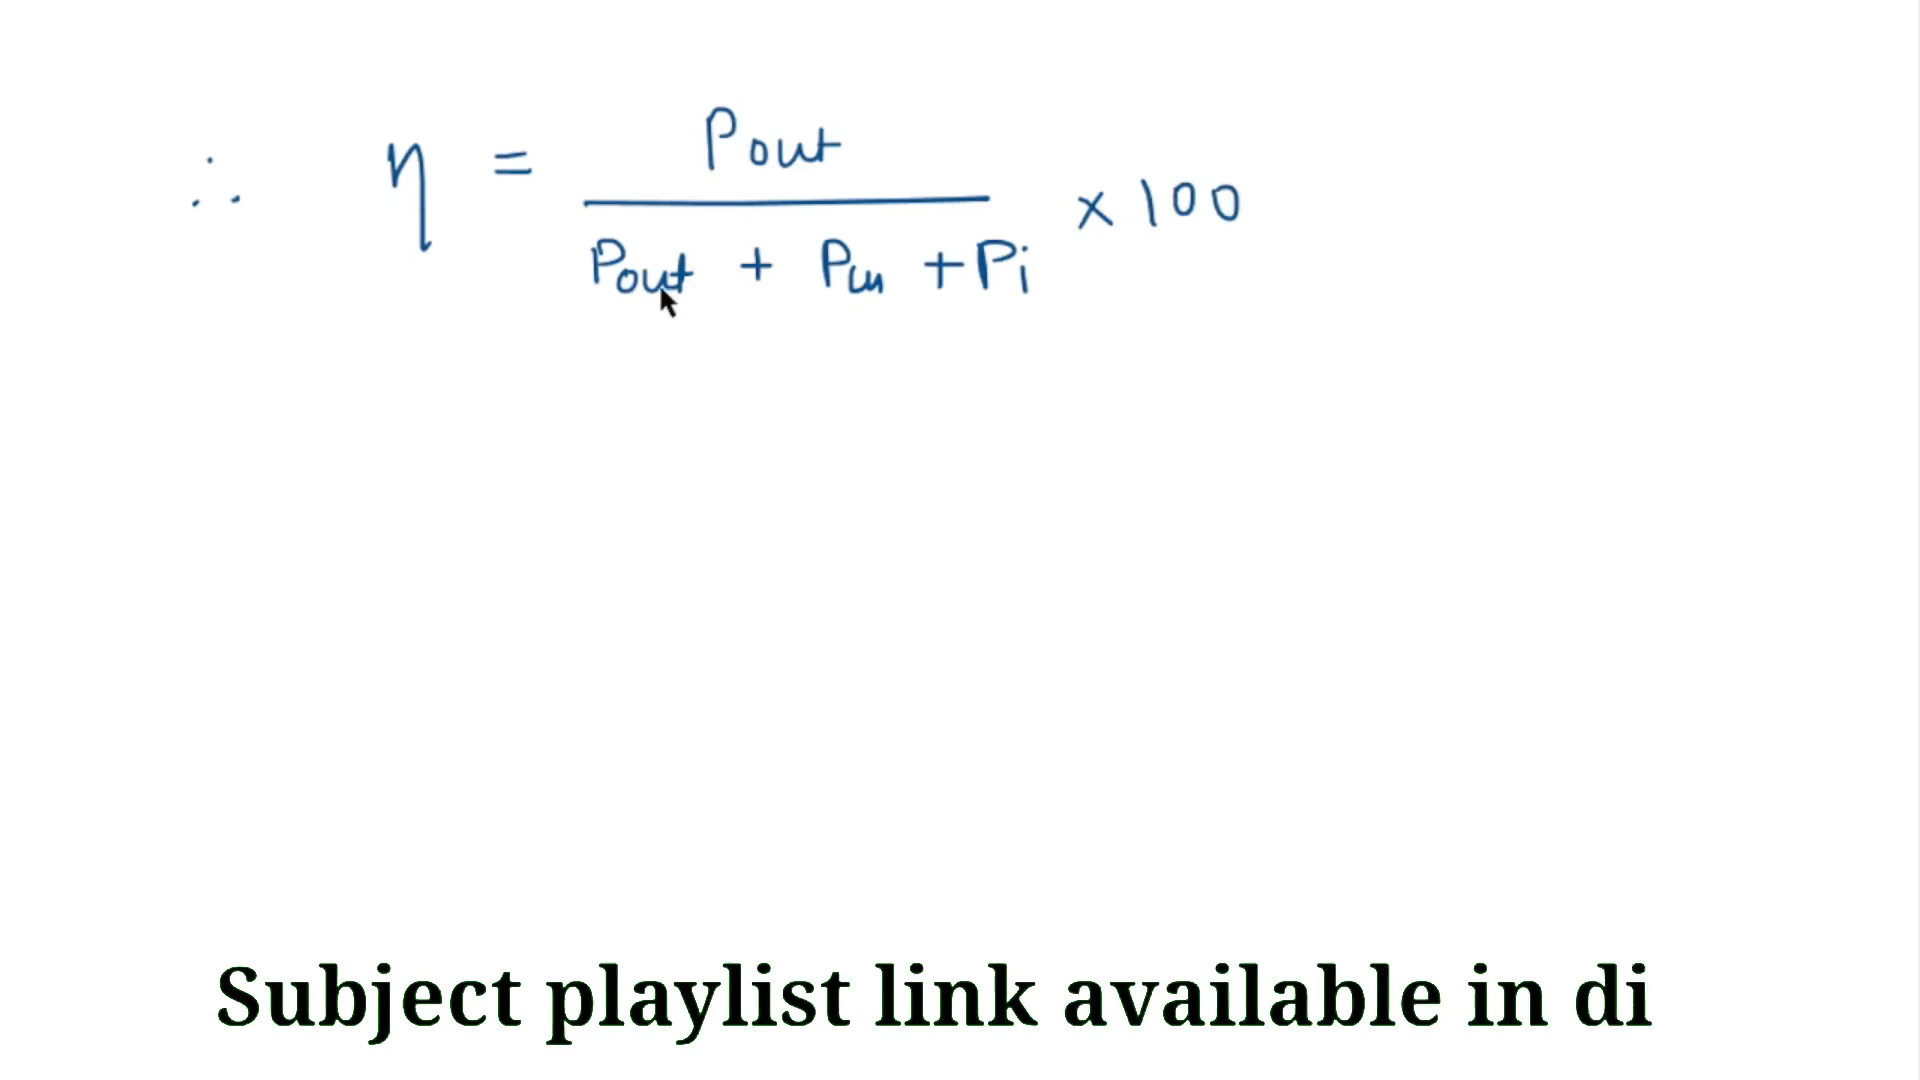 ∴ η = Pout / (Pout + Pcu + Pi) × 100
Subject playlist link available in di